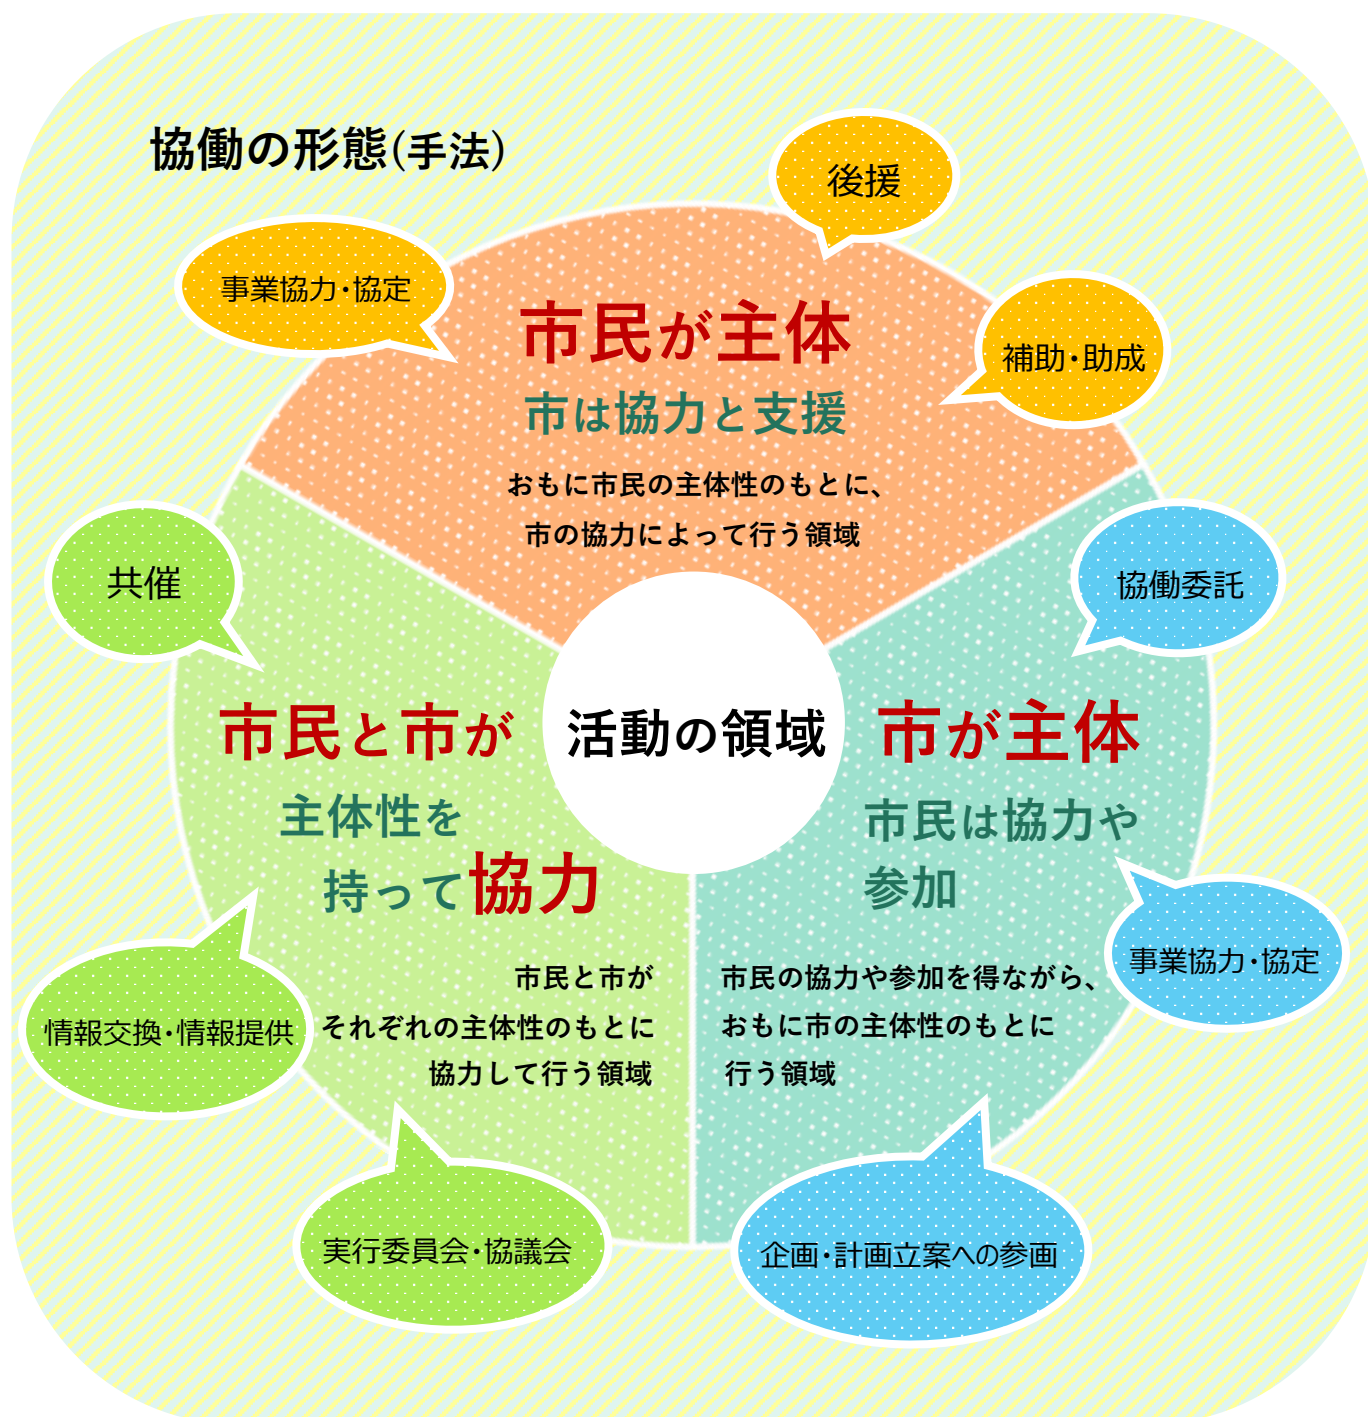 協働の形態(手法)
後援
事業協力・協定
補助・助成
市民が主体
市は協力と支援
おもに市民の主体性のもとに、
市の協力によって行う領域
共催
協働委託
活動の領域
市民と市が
主体性を
持って協力
市民と市が
それぞれの主体性のもとに
協力して行う領域
市が主体
市民は協力や
参加
市民の協力や参加を得ながら、
おもに市の主体性のもとに
行う領域
事業協力・協定
情報交換・情報提供
実行委員会・協議会
企画・計画立案への参画